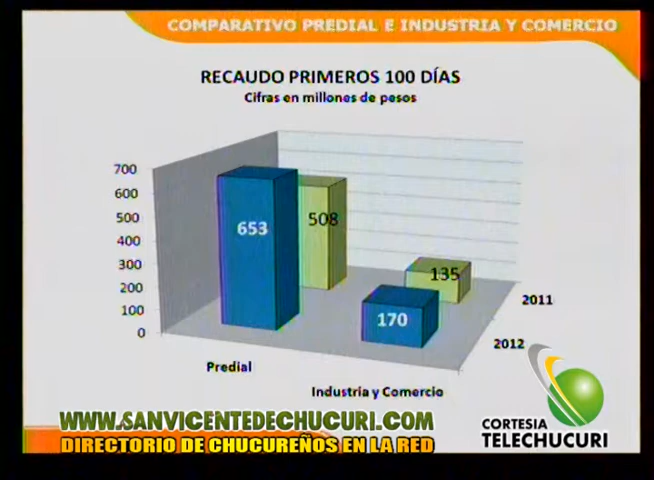 COMPARATIVO PREDIAL E INDUSTRIA Y COMERCIO
RECAUDO PRIMEROS 100 DÍAS
Cifras en millones de pesos
700
600
500
400
300
200
100
0
653
508
170
135
2011
2012
Predial
Industria y Comercio
WWW.SANVICENTEDECHUCURI.COM
DIRECTORIO DE CHUCUREÑOS EN LA RED
CORTESIA
TELECHUCURI